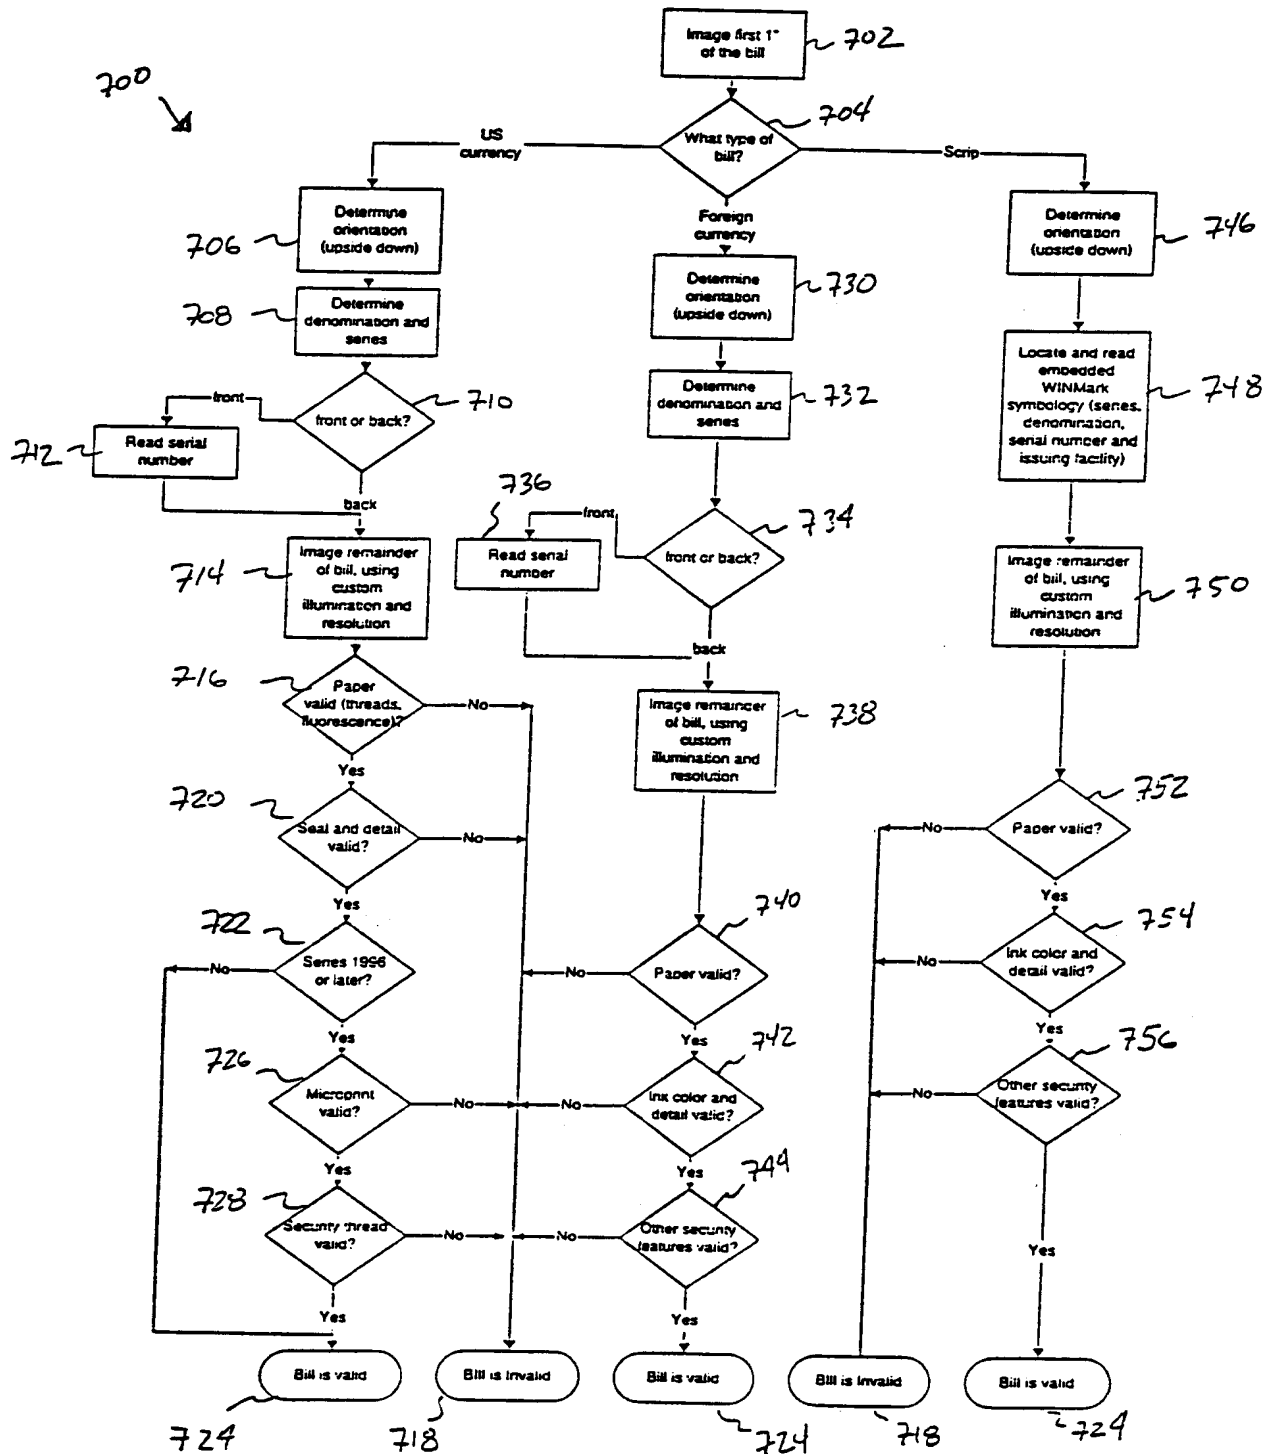 Image first 1"
of the bill
702
700
704
What type of
bill?
US
currency
Scrip
Foreign
currency
Determine
orientation
(upside down)
706
Determine
denomination and
series
708
front or back?
710
front
Read serial
number
712
back
Image remainder
of bill, using
custom
illumination and
resolution
714
Paper
valid (threads,
fluorescence)?
716
No
Yes
Seal and detail
valid?
720
No
Yes
Series 1996
or later?
722
No
Yes
Microprint
valid?
726
No
Yes
Security thread
valid?
728
No
Yes
Bill is valid
724
Bill is Invalid
718
Determine
orientation
(upside down)
730
Determine
denomination and
series
732
front or back?
734
front
Read serial
number
736
back
Image remainder
of bill, using
custom
illumination and
resolution
738
Paper valid?
740
No
Yes
Ink color and
detail valid?
742
No
Yes
Other security
features valid?
744
No
Yes
Bill is valid
724
Determine
orientation
(upside down)
746
Locate and read
embedded
WINMark
symbology (series,
denomination,
serial number and
issuing facility)
748
Image remainder
of bill, using
custom
illumination and
resolution
750
Paper valid?
752
No
Yes
Ink color and
detail valid?
754
No
Yes
Other security
features valid?
756
No
Yes
Bill is Invalid
718
Bill is valid
724